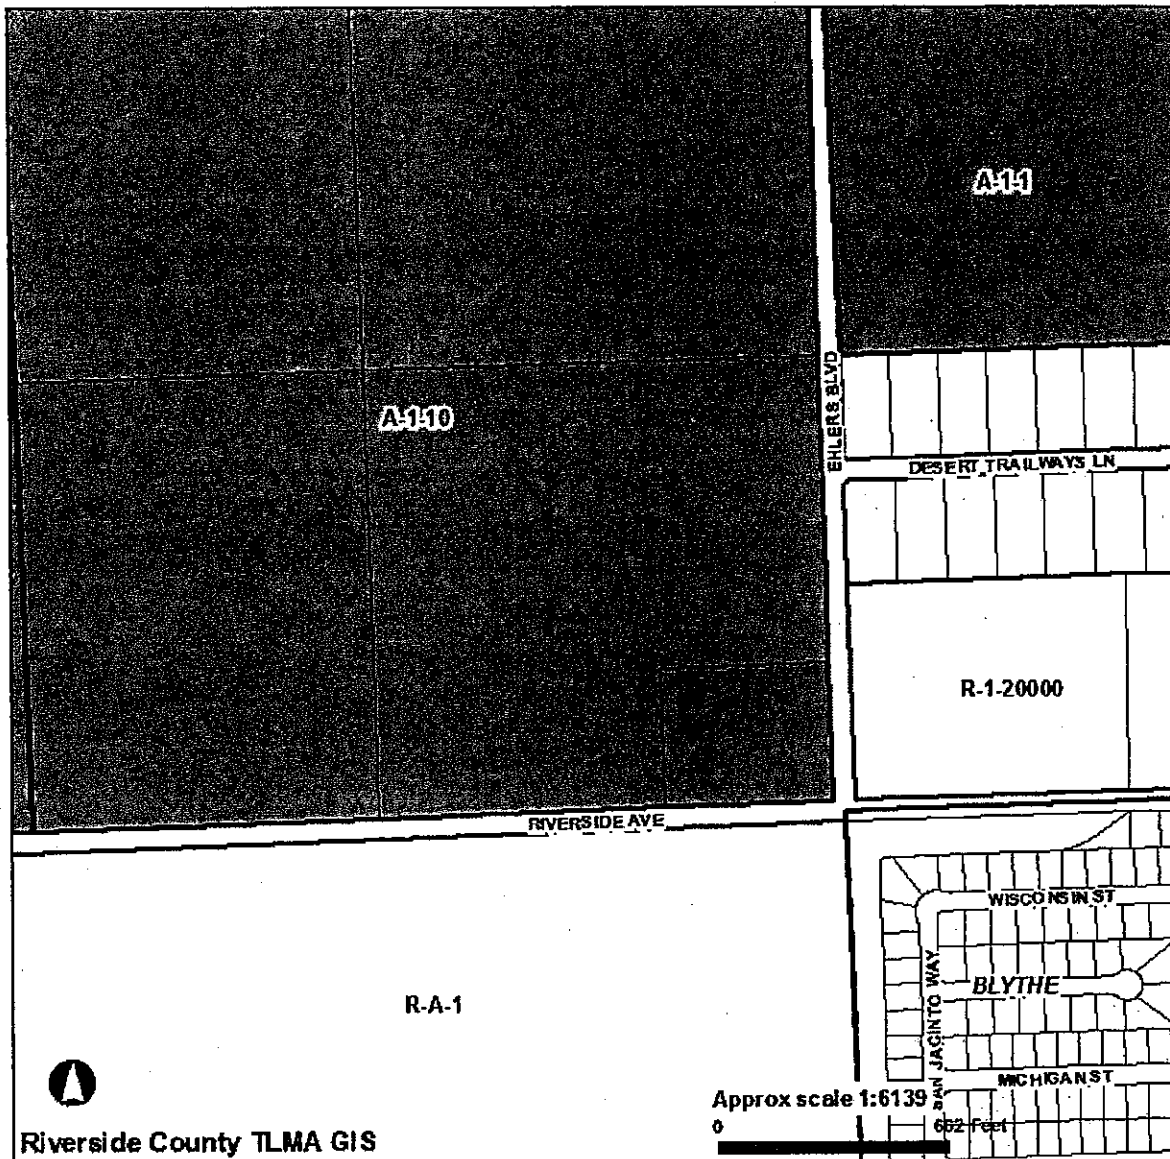 A-1-1
EHLERS BLVD
A-1-10
DESERT TRAILWAYS LN
R-1-20000
RIVERSIDE AVE
WISCONSIN ST
SAN JACINTO WAY
BLYTHE
R-A-1
MICHIGAN ST
Approx scale 1:6139
0 662 Feet
Riverside County TLMA GIS